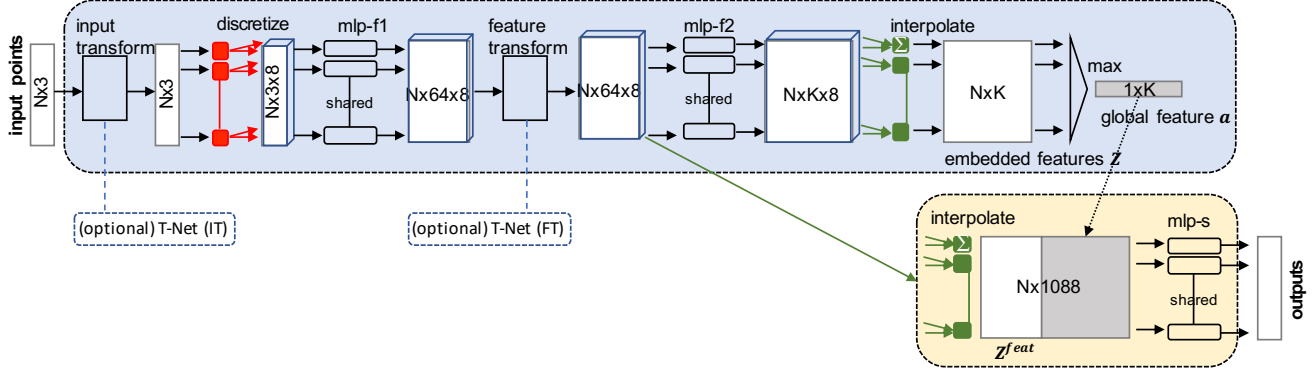 input points
Nx3
input
transform
Nx3
discretize
Nx3x8
mlp-f1
shared
Nx64x8
feature
transform
Nx64x8
mlp-f2
shared
NxKx8
interpolate
Σ
NxK
embedded features Z
max
1xK
global feature a
(optional) T-Net (IT)
(optional) T-Net (FT)
interpolate
Σ
Nx1088
Z^feat
mlp-s
shared
outputs